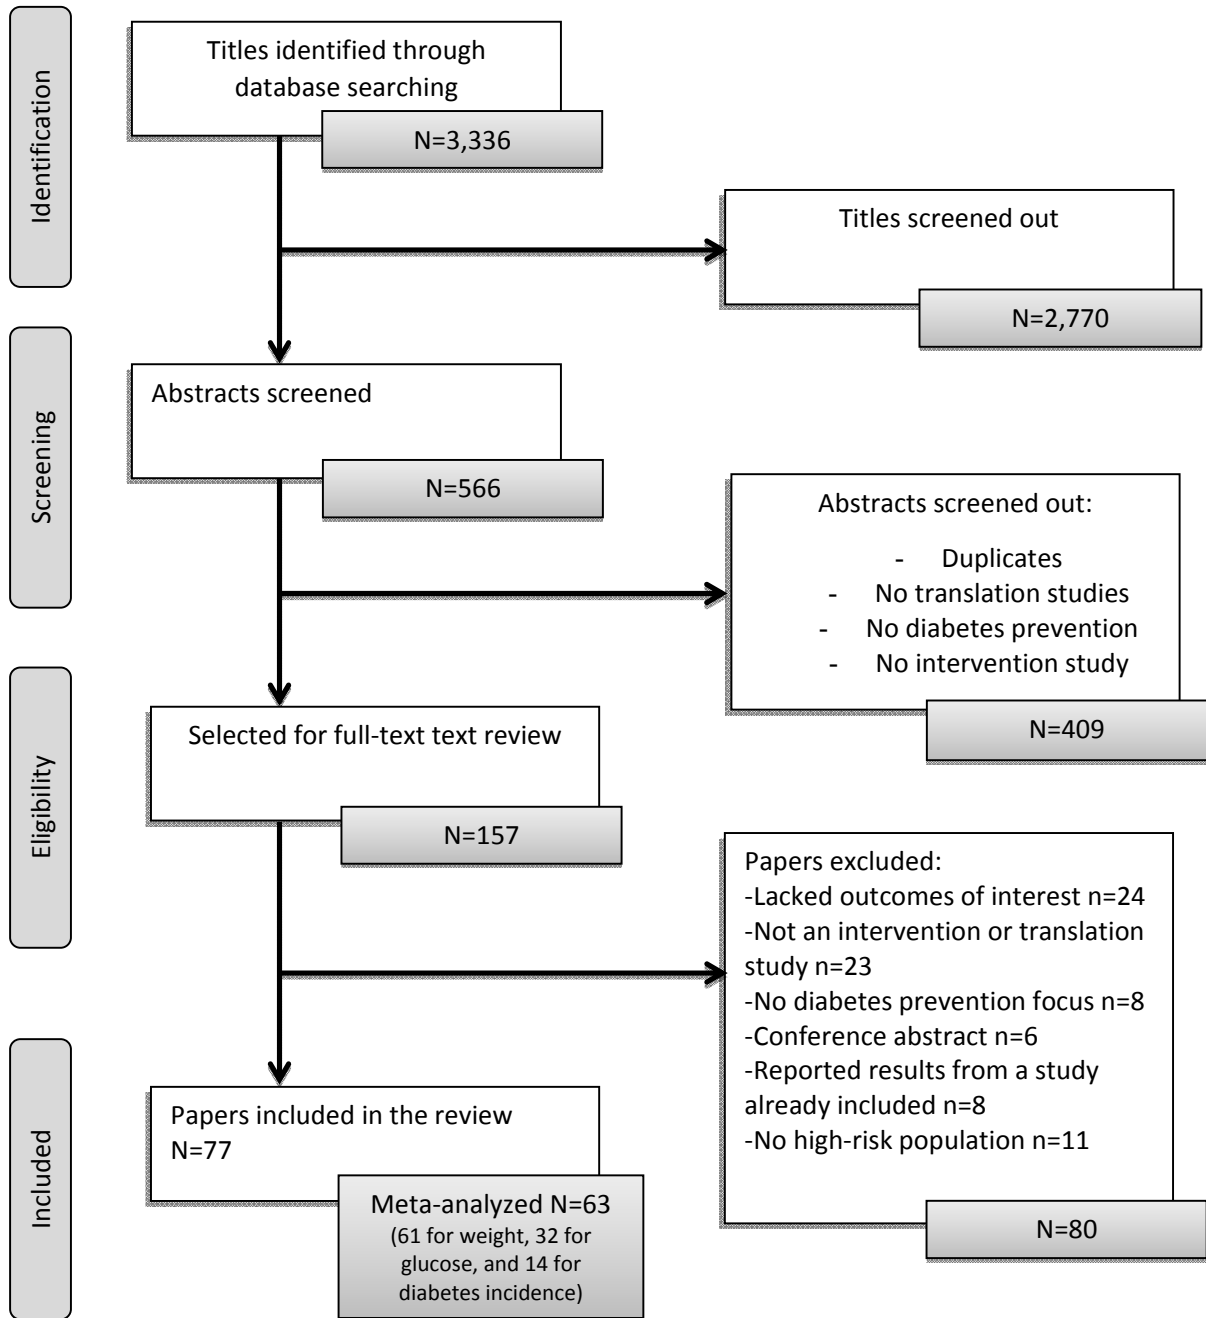 Identification
Titles identified through
database searching
N=3,336
Titles screened out
N=2,770
Screening
Abstracts screened
N=566
Abstracts screened out:
- Duplicates
- No translation studies
- No diabetes prevention
- No intervention study
N=409
Eligibility
Selected for full-text text review
N=157
Papers excluded:
-Lacked outcomes of interest n=24
-Not an intervention or translation
study n=23
-No diabetes prevention focus n=8
-Conference abstract n=6
-Reported results from a study
already included n=8
-No high-risk population n=11
N=80
Included
Papers included in the review
N=77
Meta-analyzed N=63
(61 for weight, 32 for
glucose, and 14 for
diabetes incidence)